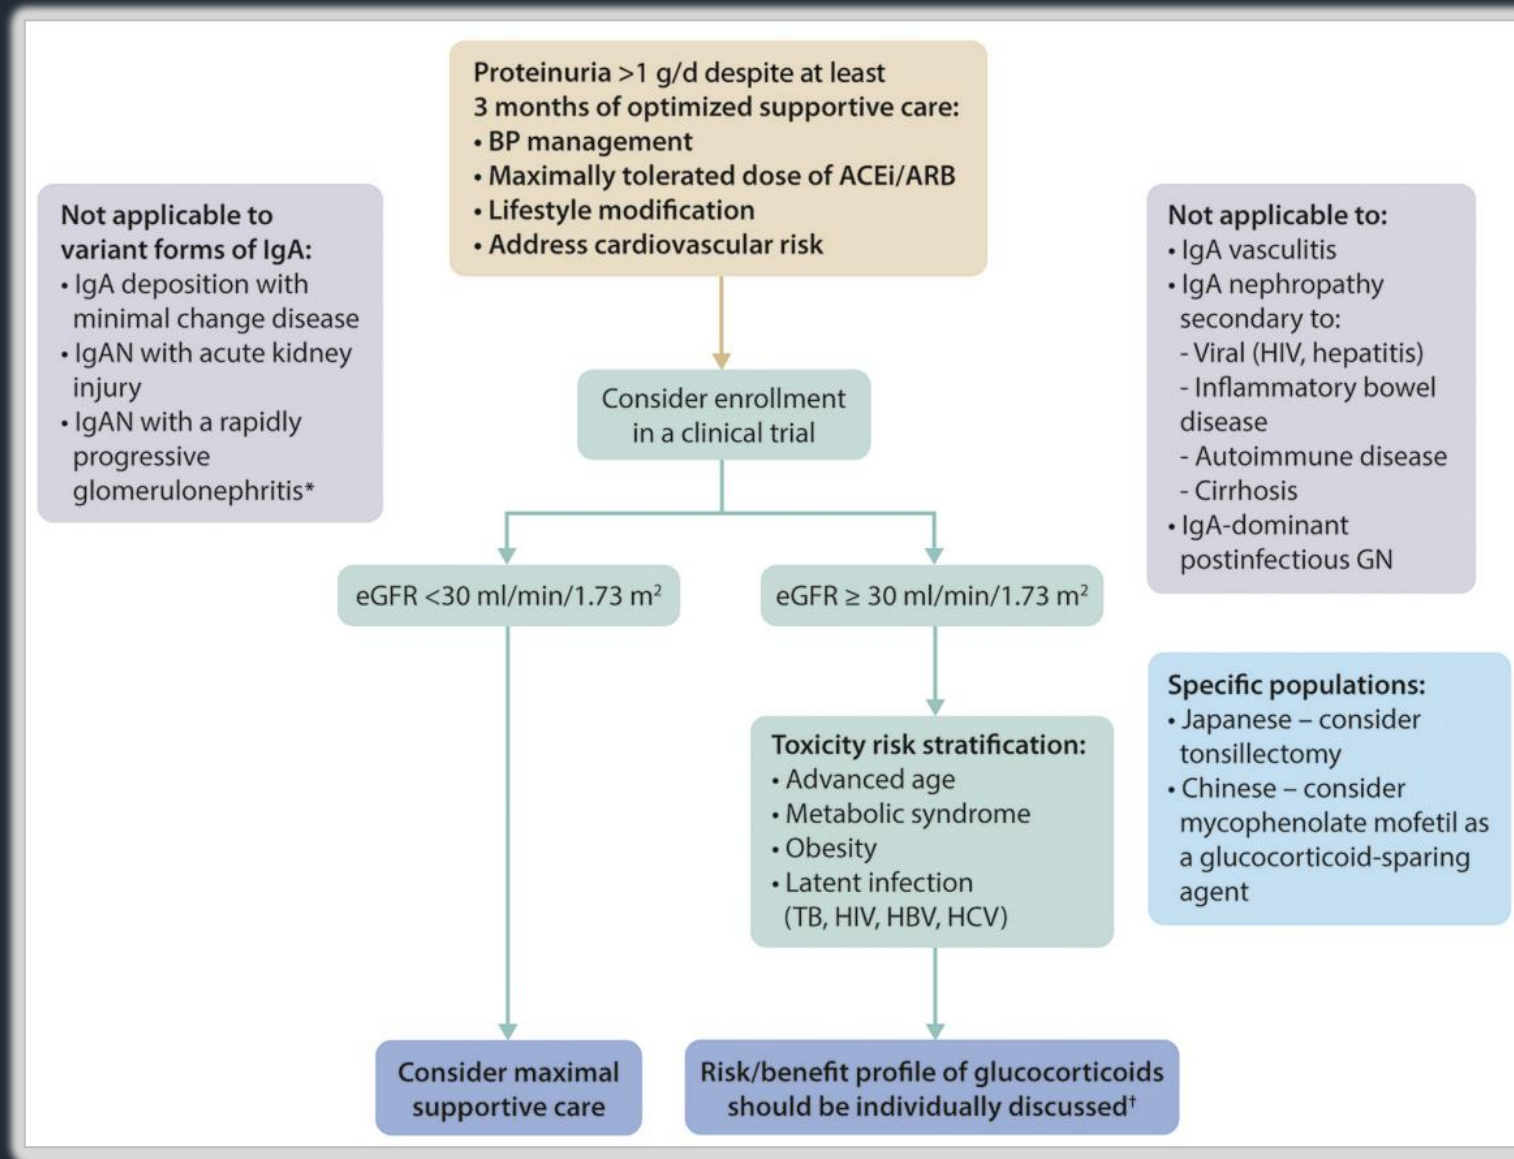 Proteinuria >1 g/d despite at least
3 months of optimized supportive care:
• BP management
• Maximally tolerated dose of ACEi/ARB
• Lifestyle modification
• Address cardiovascular risk
Not applicable to
variant forms of IgA:
• IgA deposition with
minimal change disease
• IgAN with acute kidney
injury
• IgAN with a rapidly
progressive
glomerulonephritis*
Not applicable to:
• IgA vasculitis
• IgA nephropathy
secondary to:
- Viral (HIV, hepatitis)
- Inflammatory bowel
disease
- Autoimmune disease
- Cirrhosis
• IgA-dominant
postinfectious GN
Consider enrollment
in a clinical trial
eGFR <30 ml/min/1.73 m²
eGFR ≥ 30 ml/min/1.73 m²
Toxicity risk stratification:
• Advanced age
• Metabolic syndrome
• Obesity
• Latent infection
(TB, HIV, HBV, HCV)
Specific populations:
• Japanese – consider
tonsillectomy
• Chinese – consider
mycophenolate mofetil as
a glucocorticoid-sparing
agent
Consider maximal
supportive care
Risk/benefit profile of glucocorticoids
should be individually discussed†